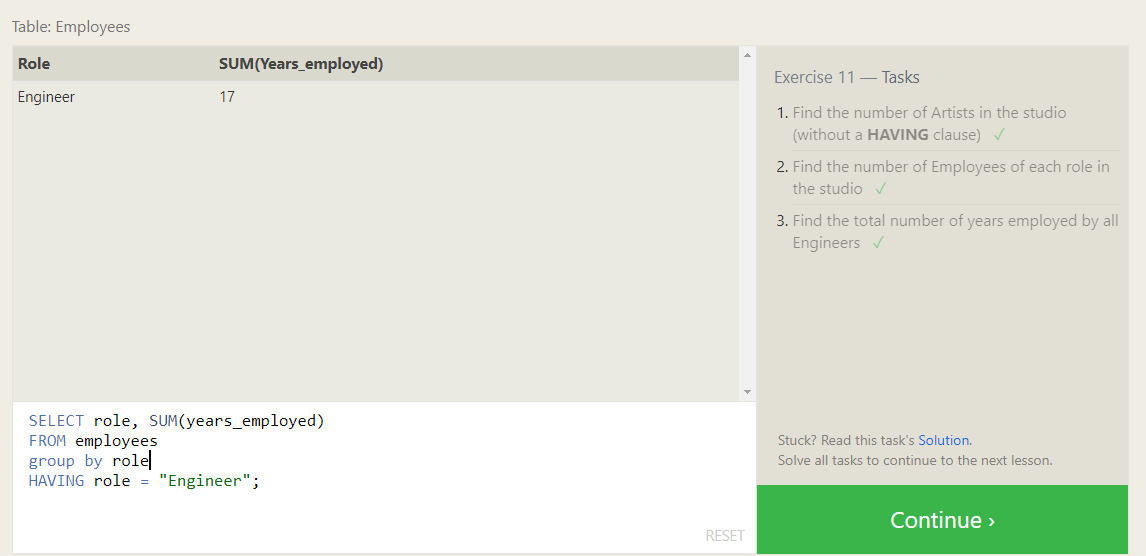 Table: Employees
Role SUM(Years_employed)
Engineer 17
SELECT role, SUM(years_employed)
FROM employees
group by role
HAVING role = "Engineer";
RESET
Exercise 11 — Tasks
1. Find the number of Artists in the studio
(without a HAVING clause) ✓
2. Find the number of Employees of each role in
the studio ✓
3. Find the total number of years employed by all
Engineers ✓
Stuck? Read this task's Solution.
Solve all tasks to continue to the next lesson.
Continue ›